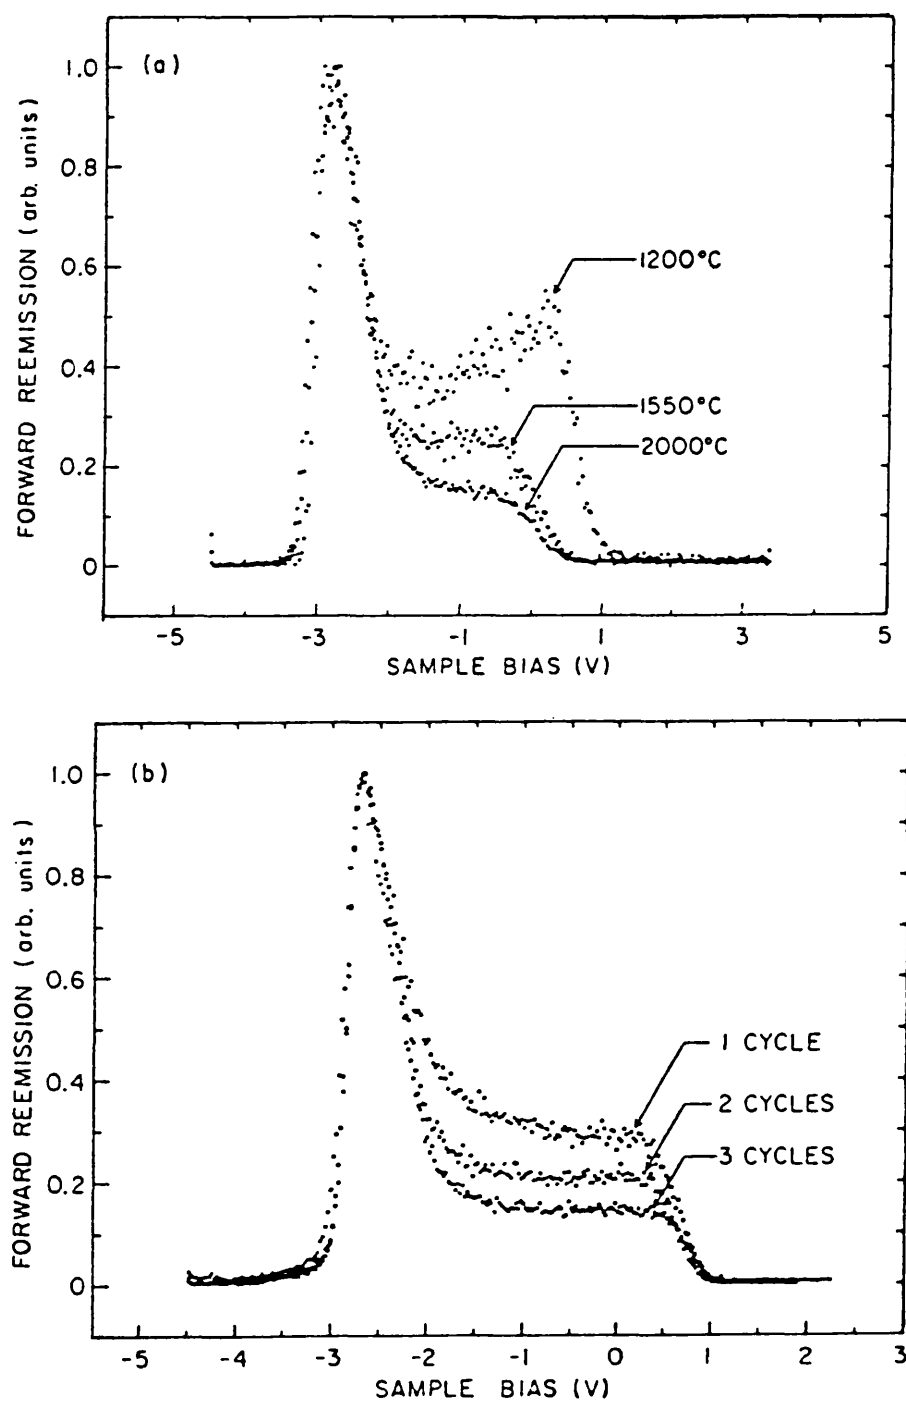 (a)
1.0
0.8
0.6
0.4
0.2
0
FORWARD REEMISSION (arb. units)
1200°C
1550°C
2000°C
-5
-3
-1
1
3
5
SAMPLE BIAS (V)
(b)
1.0
0.8
0.6
0.4
0.2
0
FORWARD REEMISSION (arb. units)
1 CYCLE
2 CYCLES
3 CYCLES
-5
-4
-3
-2
-1
0
1
2
3
SAMPLE BIAS (V)